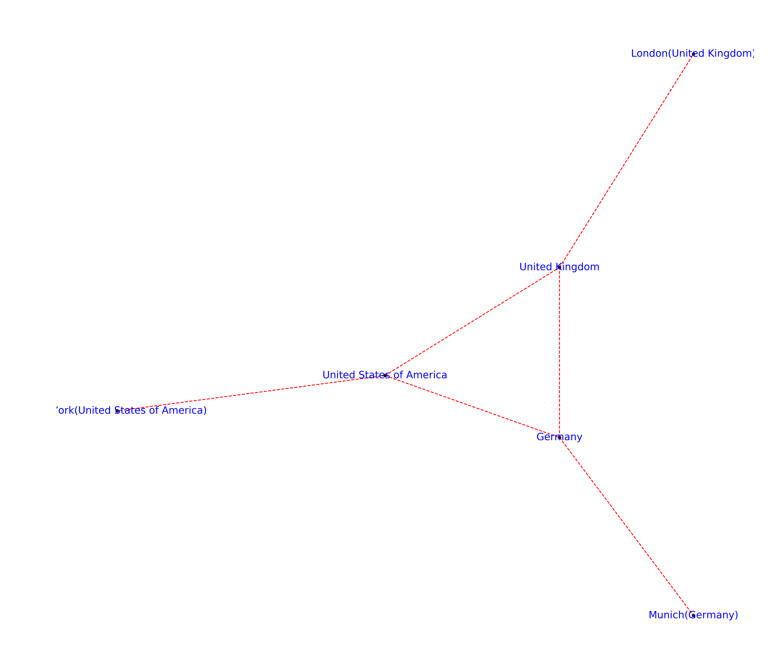 London(United Kingdom)
United Kingdom
United States of America
ork(United States of America)
Germany
Munich(Germany)